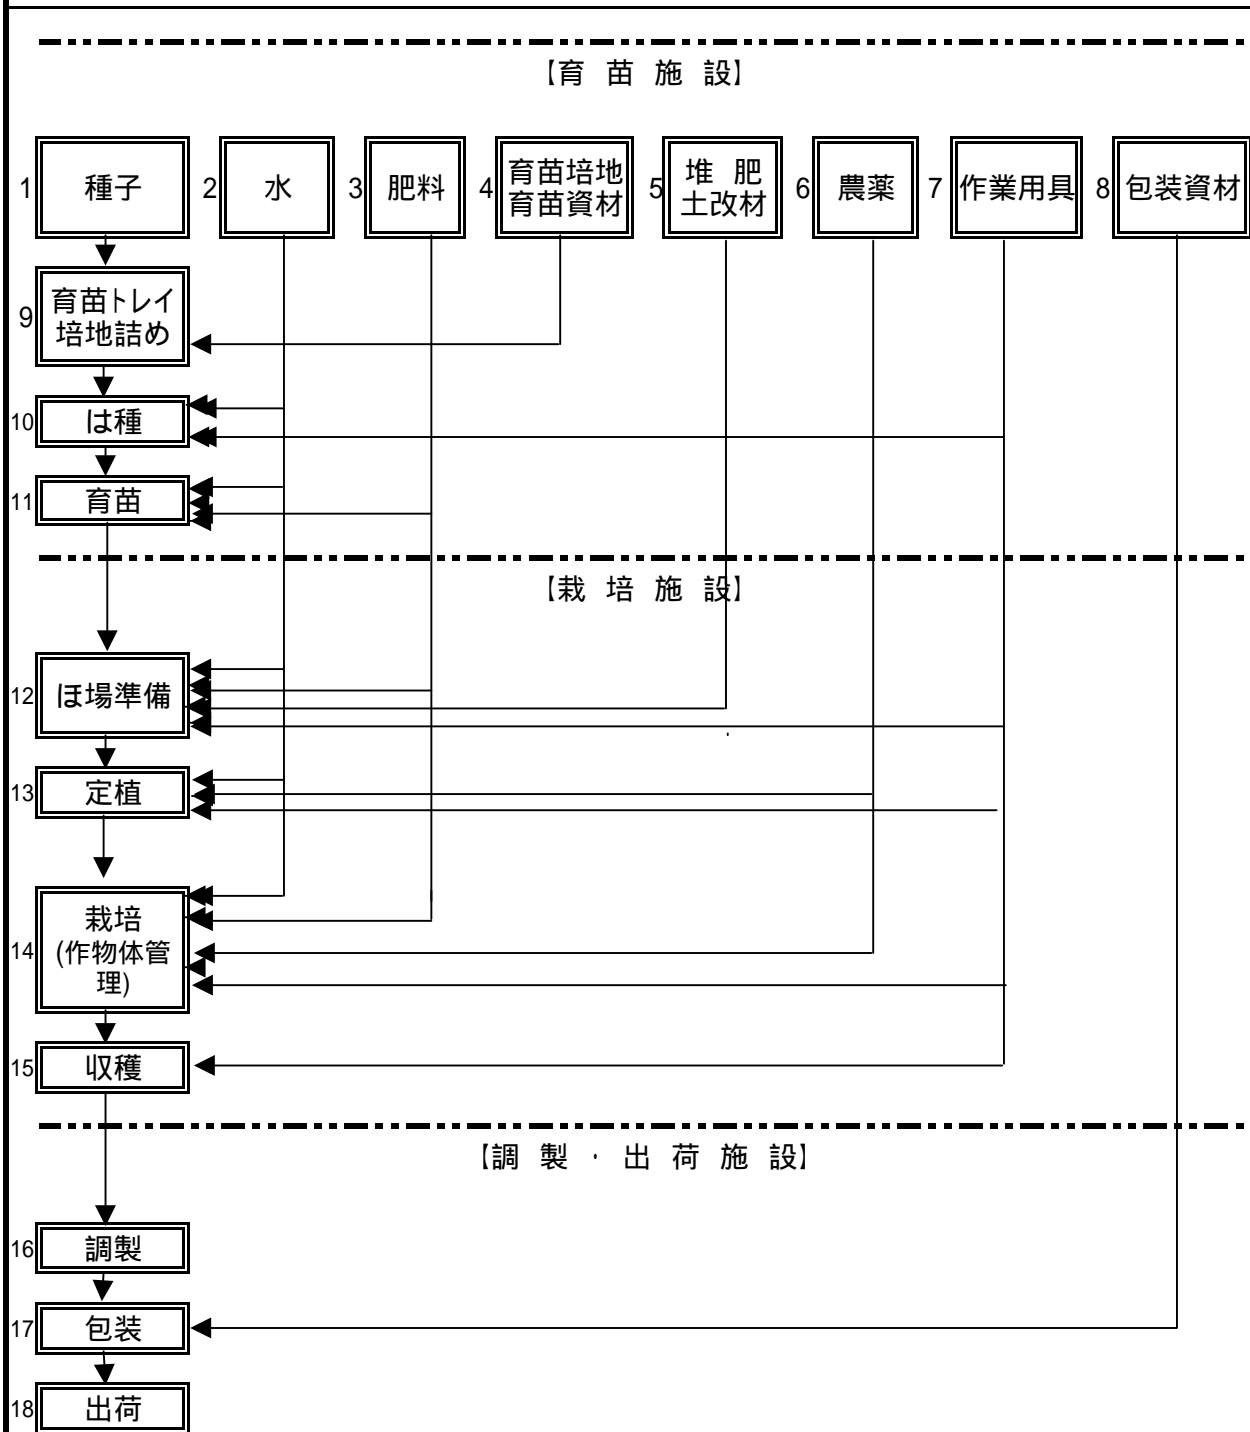 【育 苗 施 設】
1 種子 2 水 3 肥料 4 育苗培地 5 堆 肥 6 農薬 7 作業用具 8 包装資材
育苗資材 土改材
9 育苗トレイ
培地詰め
10 は種
11 育苗
【栽 培 施 設】
12 ほ場準備
13 定植
14 栽培
(作物体管
理)
15 収穫
【調 製 ・ 出 荷 施 設】
16 調製
17 包装
18 出荷